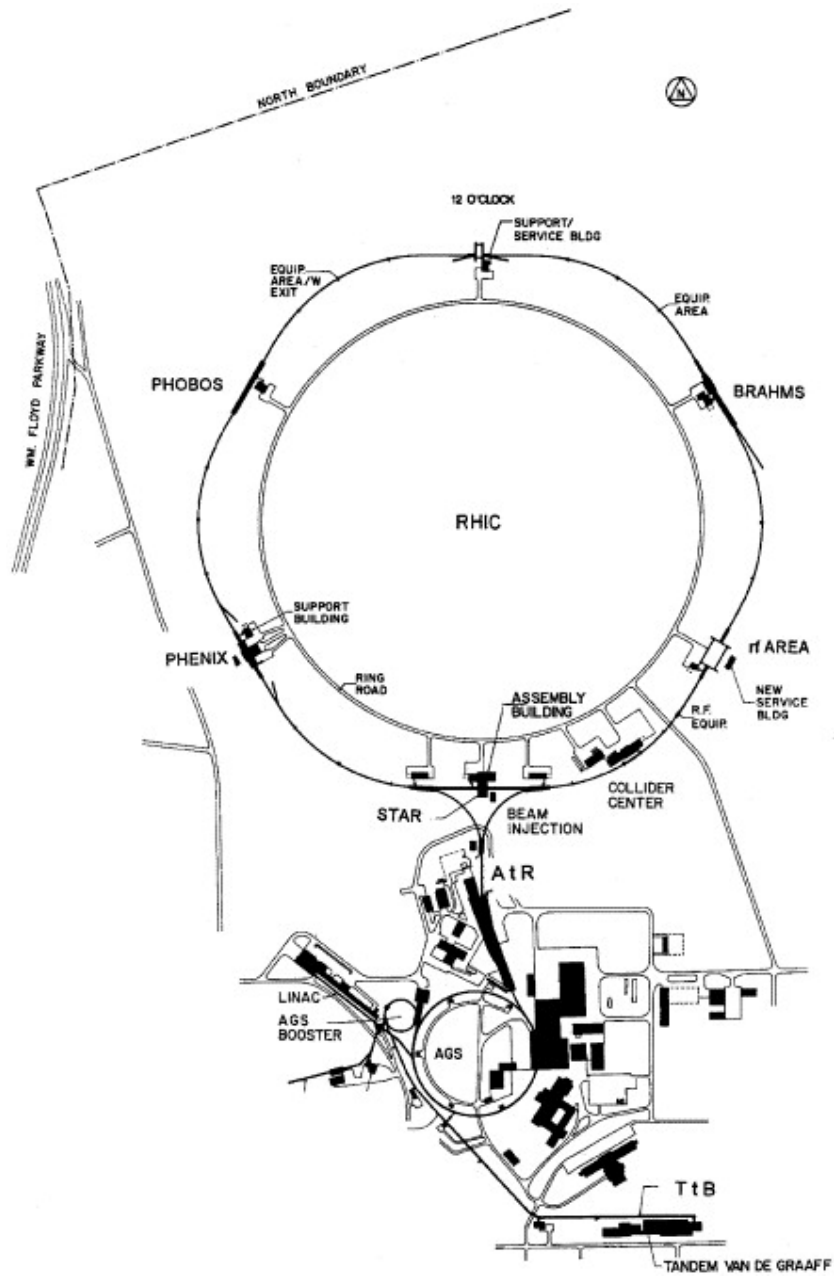 NORTH BOUNDARY
N
12 O'CLOCK
SUPPORT/
SERVICE BLDG
EQUIP.
AREA/W
EXIT
EQUIP.
AREA
WM. FLOYD PARKWAY
PHOBOS
BRAHMS
RHIC
SUPPORT
BUILDING
PHENIX
rf AREA
RING
ROAD
NEW
SERVICE
BLDG
ASSEMBLY
BUILDING
R.F.
EQUIP.
COLLIDER
CENTER
STAR
BEAM
INJECTION
AtR
LINAC
AGS
BOOSTER
AGS
TtB
TANDEM VAN DE GRAAFF